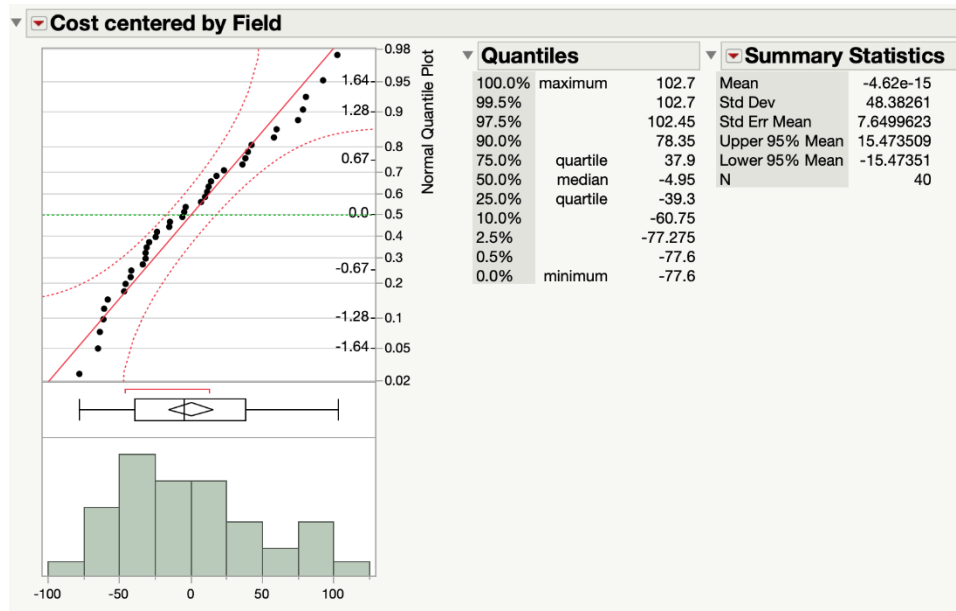 Cost centered by Field
0.98
1.64 0.95
1.28 0.9
0.8
0.67 0.7
0.6
0.0 0.5
0.4
0.3
-0.67
0.2
-1.28 0.1
-1.64 0.05
0.02
Normal Quantile Plot
-100 -50 0 50 100
Quantiles
100.0% maximum 102.7
99.5% 102.7
97.5% 102.45
90.0% 78.35
75.0% quartile 37.9
50.0% median -4.95
25.0% quartile -39.3
10.0% -60.75
2.5% -77.275
0.5% -77.6
0.0% minimum -77.6
Summary Statistics
Mean -4.62e-15
Std Dev 48.38261
Std Err Mean 7.6499623
Upper 95% Mean 15.473509
Lower 95% Mean -15.47351
N 40